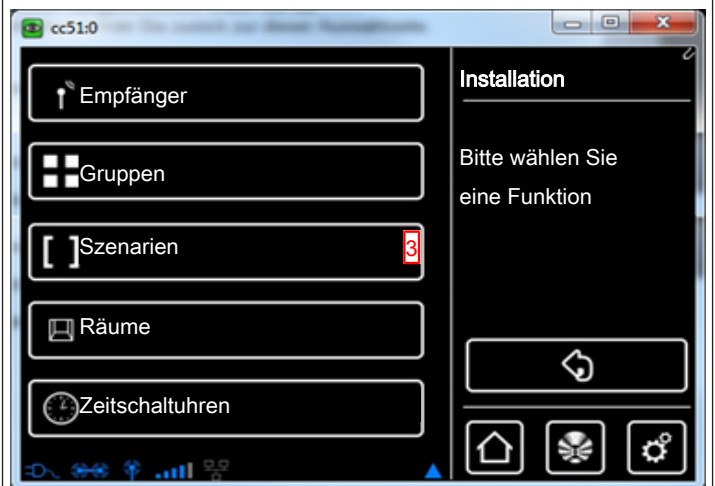 cc51:0
Empfänger
Gruppen
[ ]Szenarien
3
Räume
Zeitschaltuhren
Installation
Bitte wählen Sie
eine Funktion